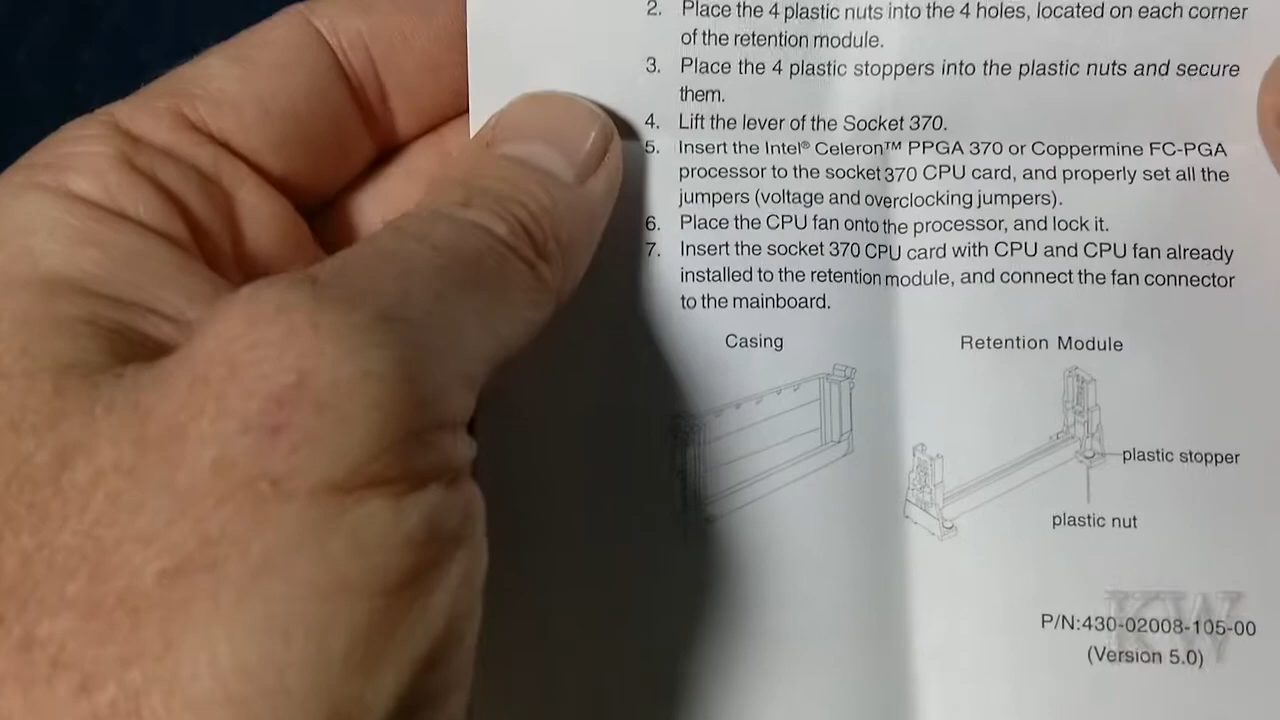 2. Place the 4 plastic nuts into the 4 holes, located on each corner
of the retention module.
3. Place the 4 plastic stoppers into the plastic nuts and secure
them.
4. Lift the lever of the Socket 370.
5. Insert the Intel® Celeron™ PPGA 370 or Coppermine FC-PGA
processor to the socket 370 CPU card, and properly set all the
jumpers (voltage and overclocking jumpers).
6. Place the CPU fan onto the processor, and lock it.
7. Insert the socket 370 CPU card with CPU and CPU fan already
installed to the retention module, and connect the fan connector
to the mainboard.
Casing
Retention Module
plastic stopper
plastic nut
KW
P/N:430-02008-105-00
(Version 5.0)